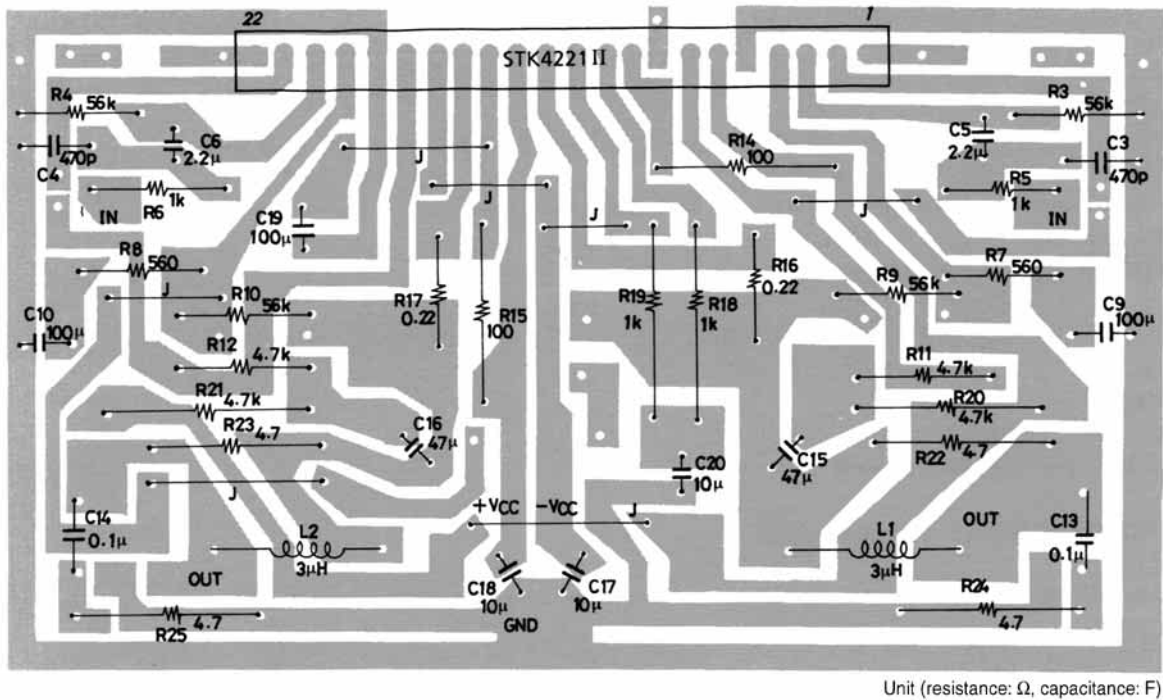 22
1
STK4221 II
R4
56k
C6
2.2μ
470p
C4
R6
1k
IN
J
R14
100
C5
2.2μ
R3
56k
C3
470p
R5
1k
IN
J
J
J
C19
100μ
R8
560
J
R10
56k
C10
100μ
R12
4.7k
R21
4.7k
R23
4.7
C16
47μ
R17
0.22
R15
100
R19
1k
R18
1k
R16
0.22
R9
56k
R7
560
C9
100μ
R11
4.7k
R20
4.7k
R22
4.7
C15
47μ
C20
10μ
J
+VCC
-VCC
J
C14
0.1μ
L2
3μH
OUT
L1
3μH
OUT
C13
0.1μ
C18
10μ
C17
10μ
GND
R25
4.7
R24
4.7
Unit (resistance: Ω, capacitance: F)